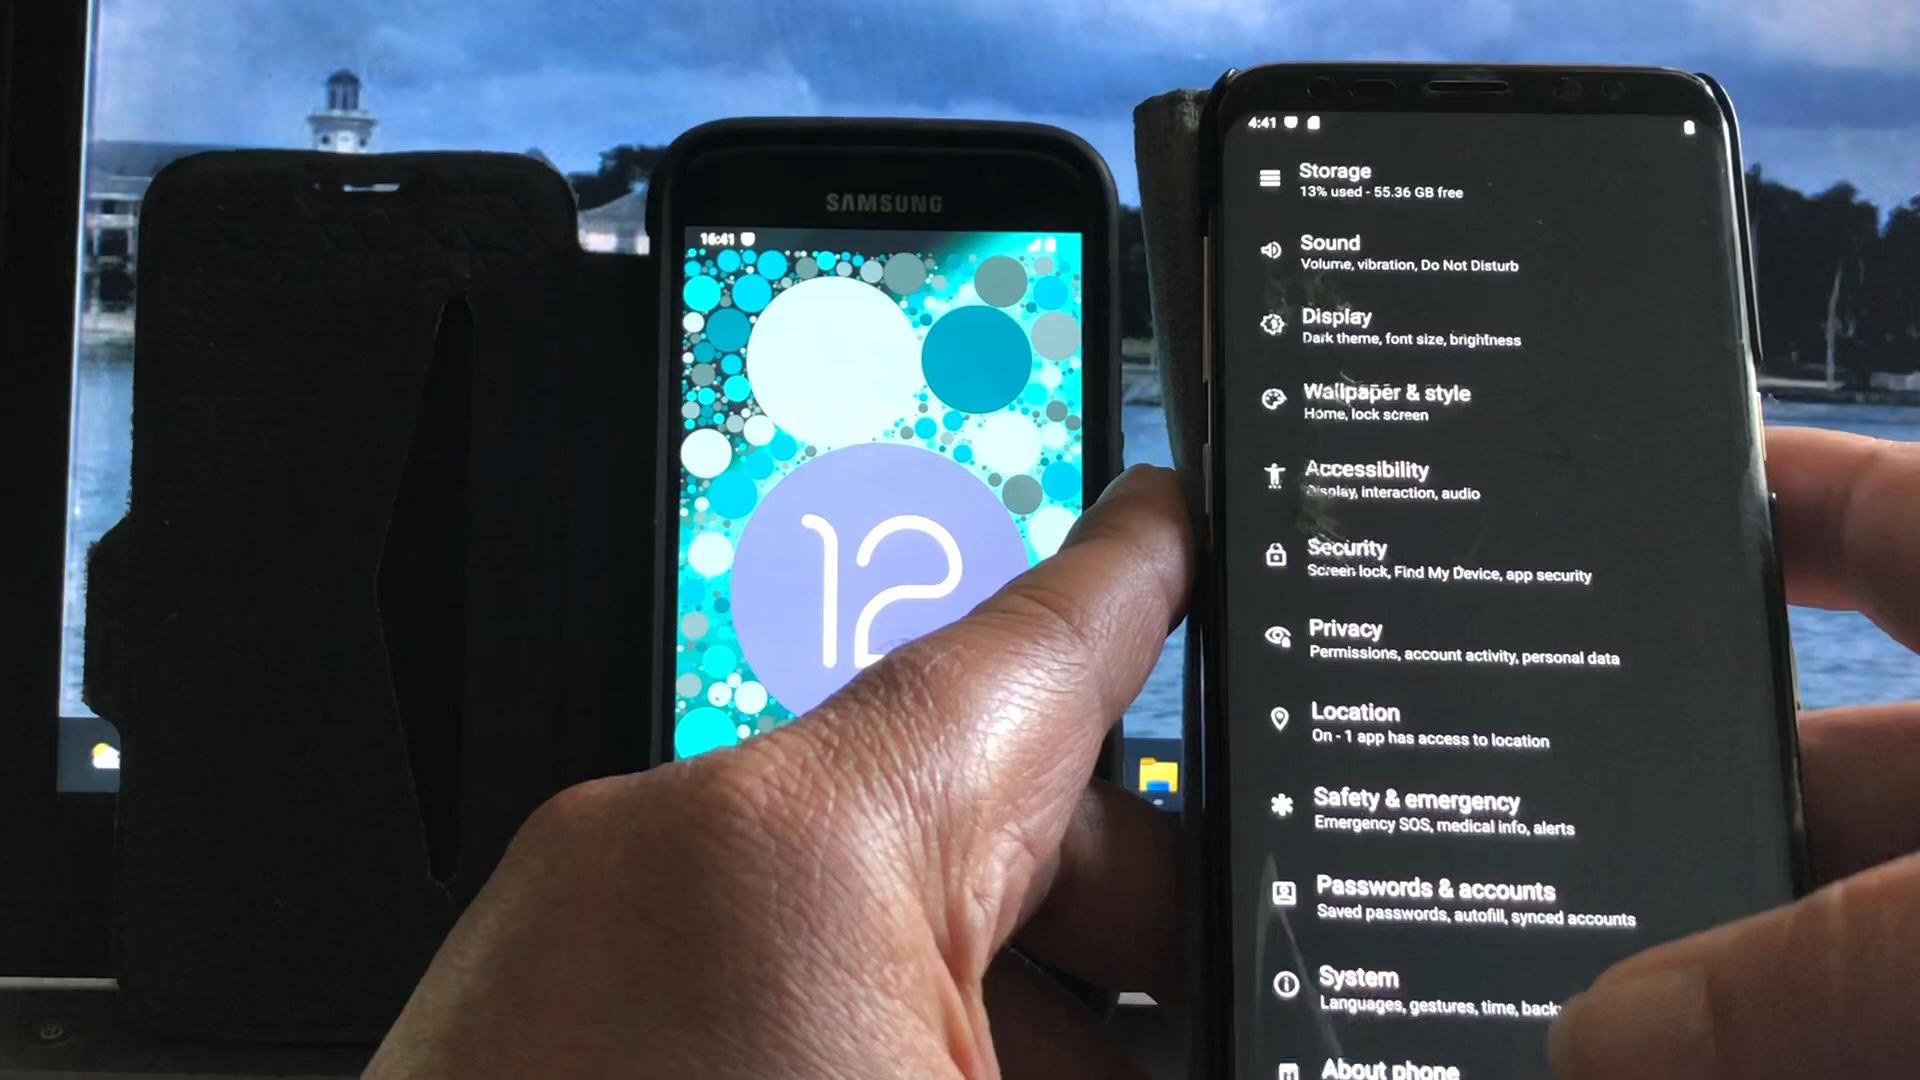 SAMSUNG
16:41
12
4:41
Storage
13% used - 55.36 GB free
Sound
Volume, vibration, Do Not Disturb
Display
Dark theme, font size, brightness
Wallpaper & style
Home, lock screen
Accessibility
Display, interaction, audio
Security
Screen lock, Find My Device, app security
Privacy
Permissions, account activity, personal data
Location
On - 1 app has access to location
Safety & emergency
Emergency SOS, medical info, alerts
Passwords & accounts
Saved passwords, autofill, synced accounts
System
Languages, gestures, time, back
About phone